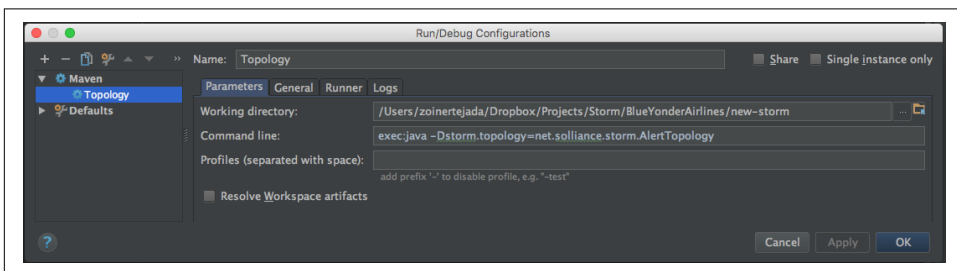 Run/Debug Configurations
Name: Topology
Share
Single instance only
Maven
Topology
Defaults
Parameters General Runner Logs
Working directory: /Users/zoinertejada/Dropbox/Projects/Storm/BlueYonderAirlines/new-storm ...
Command line: exec:java -Dstorm.topology=net.solliance.storm.AlertTopology
Profiles (separated with space):
add prefix '-' to disable profile, e.g. "-test"
Resolve Workspace artifacts
? Cancel Apply OK